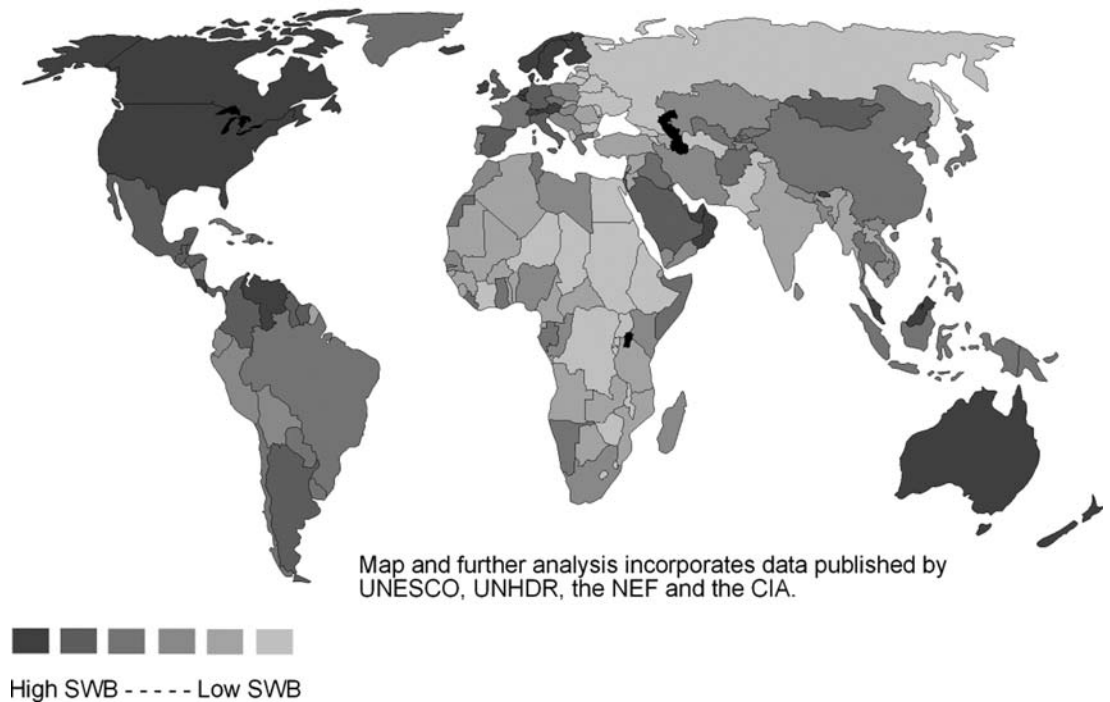 Map and further analysis incorporates data published by
UNESCO, UNHDR, the NEF and the CIA.
High SWB - - - - - Low SWB